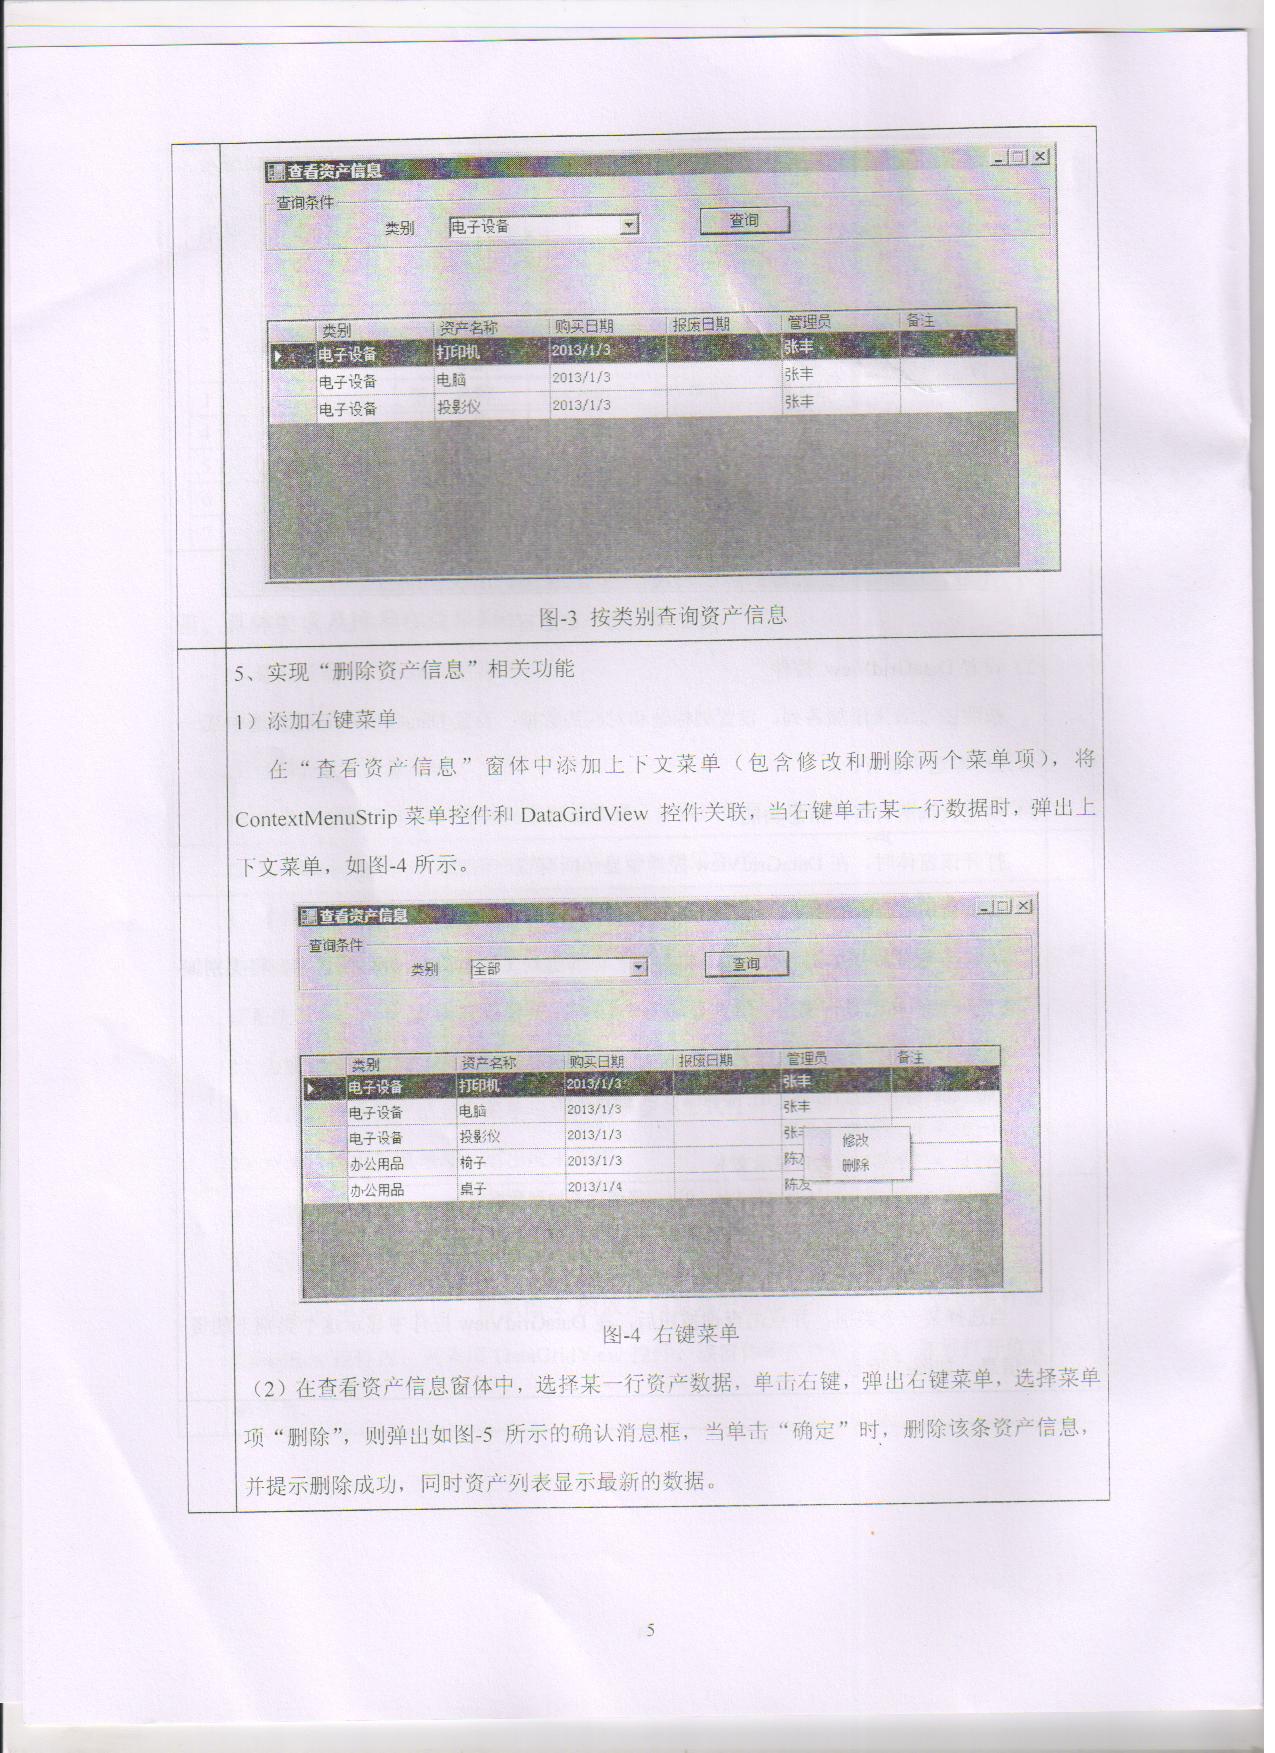 查看资产信息
查询条件
类别 电子设备 查询
类别 资产名称 购买日期 报废日期 管理员 备注
电子设备 打印机 2013/1/3 张丰
电子设备 电脑 2013/1/3 张丰
电子设备 投影仪 2013/1/3 张丰
图-3 按类别查询资产信息
5、实现“删除资产信息”相关功能
1）添加右键菜单
在“查看资产信息”窗体中添加上下文菜单（包含修改和删除两个菜单项），将
ContextMenuStrip 菜单控件和 DataGirdView 控件关联，当右键单击某一行数据时，弹出上
下文菜单，如图-4 所示。
查看资产信息
查询条件
类别 全部 查询
类别 资产名称 购买日期 报废日期 管理员 备注
电子设备 打印机 2013/1/3 张丰
电子设备 电脑 2013/1/3 张丰
电子设备 投影仪 2013/1/3 张
修改
办公用品 椅子 2013/1/3 陈
删除
办公用品 桌子 2013/1/4 陈友
图-4 右键菜单
（2）在查看资产信息窗体中，选择某一行资产数据，单击右键，弹出右键菜单，选择菜单
项“删除”，则弹出如图-5 所示的确认消息框，当单击“确定”时，删除该条资产信息，
并提示删除成功，同时资产列表显示最新的数据。
5